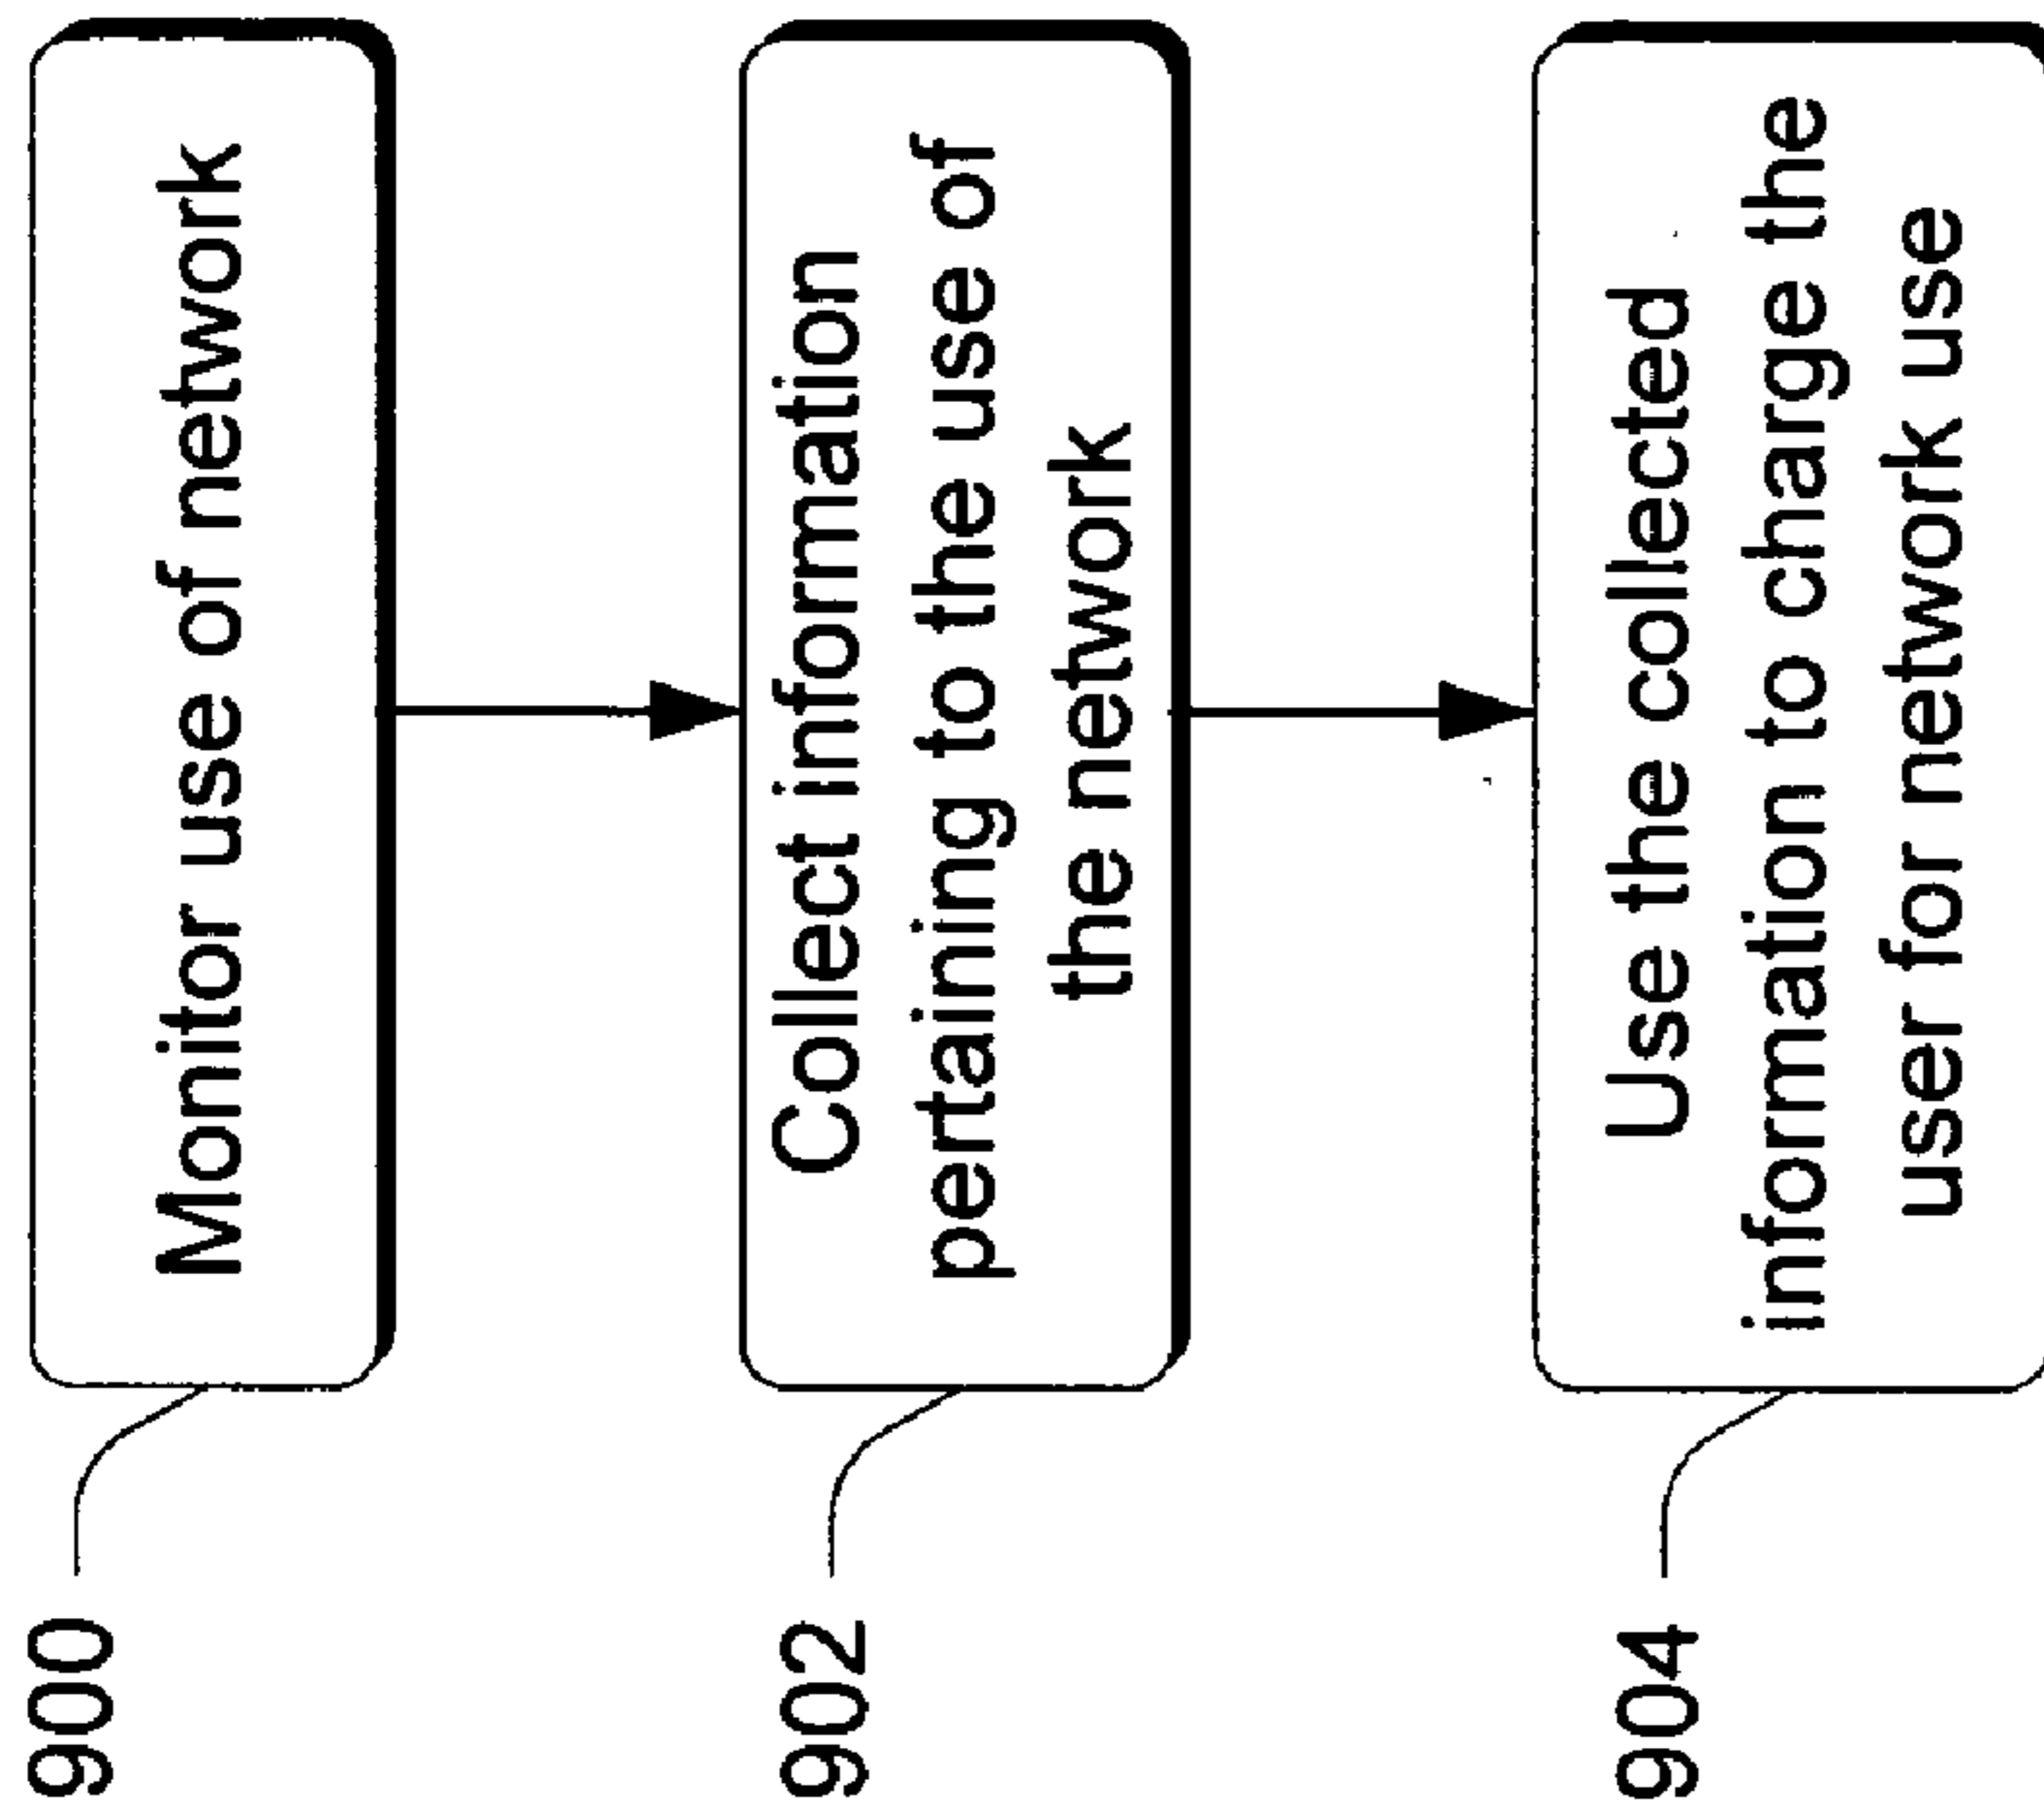 900
Monitor use of network
902
Collect information
pertaining to the use of
the network
904
Use the collected
information to charge the
user for network use